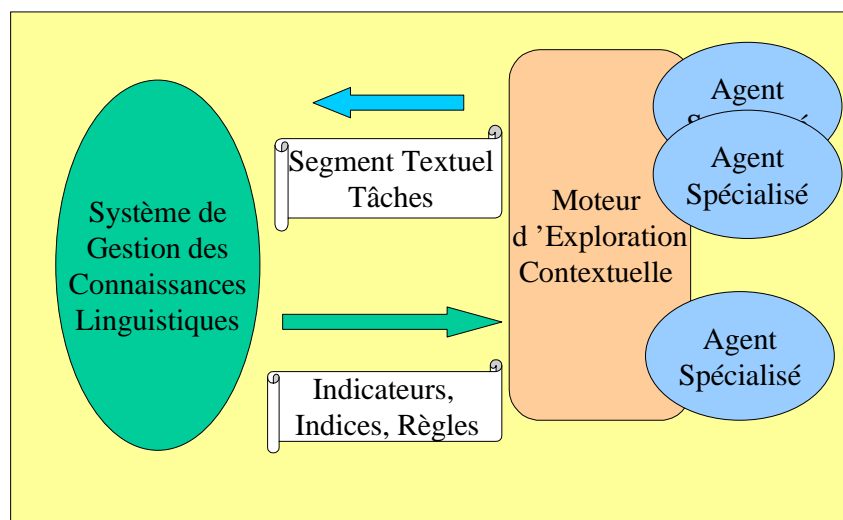 Système de
Gestion des
Connaissances
Linguistiques
Segment Textuel
Tâches
Indicateurs,
Indices, Règles
Moteur
d ’Exploration
Contextuelle
Agent
Agent
Spécialisé
Agent
Spécialisé